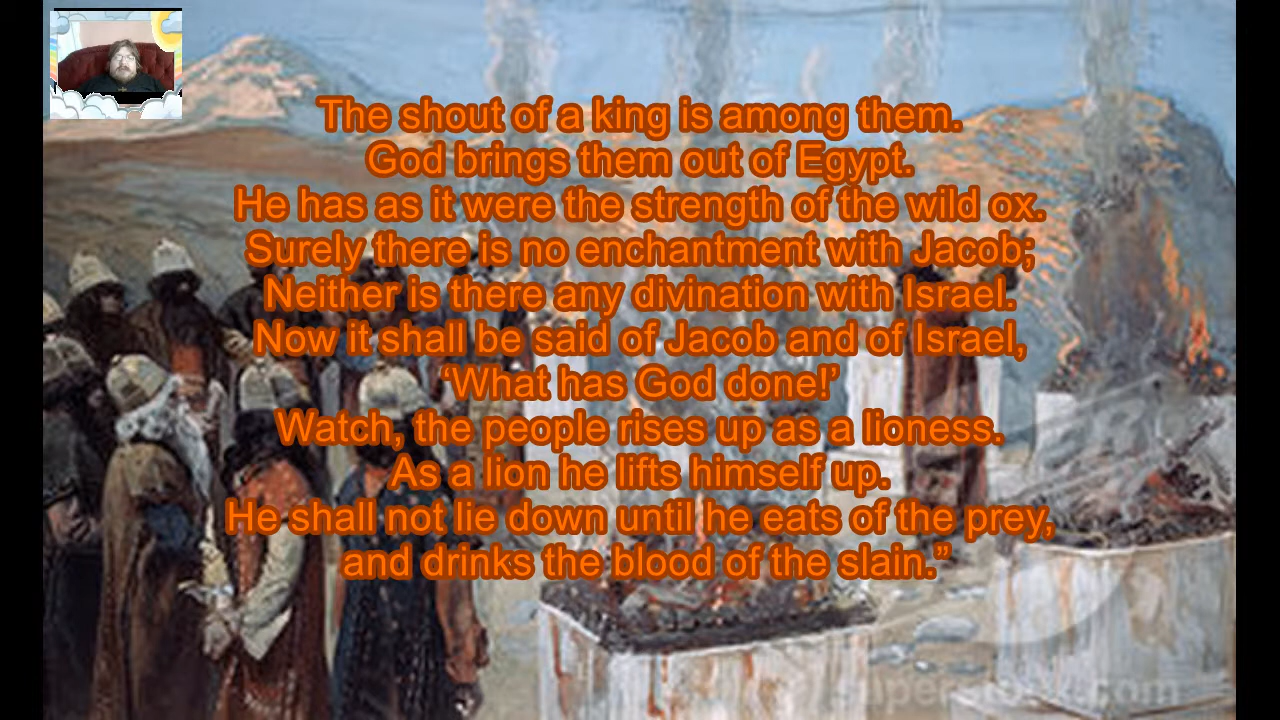 The shout of a king is among them.
God brings them out of Egypt.
He has as it were the strength of the wild ox.
Surely there is no enchantment with Jacob;
Neither is there any divination with Israel.
Now it shall be said of Jacob and of Israel,
‘What has God done!’
Watch, the people rises up as a lioness.
As a lion he lifts himself up.
He shall not lie down until he eats of the prey,
and drinks the blood of the slain.”
superstock.com